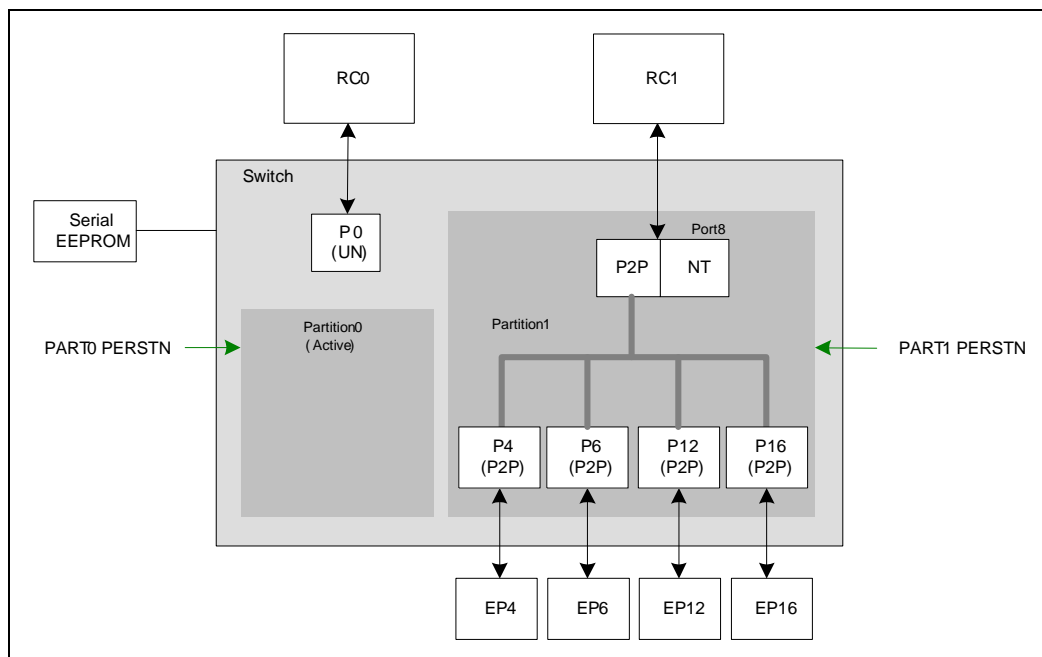 RC0
RC1
Switch
Serial
EEPROM
P0
(UN)
Port8
P2P
NT
Partition0
(Active)
Partition1
PART0 PERSTN
PART1 PERSTN
P4
(P2P)
P6
(P2P)
P12
(P2P)
P16
(P2P)
EP4
EP6
EP12
EP16